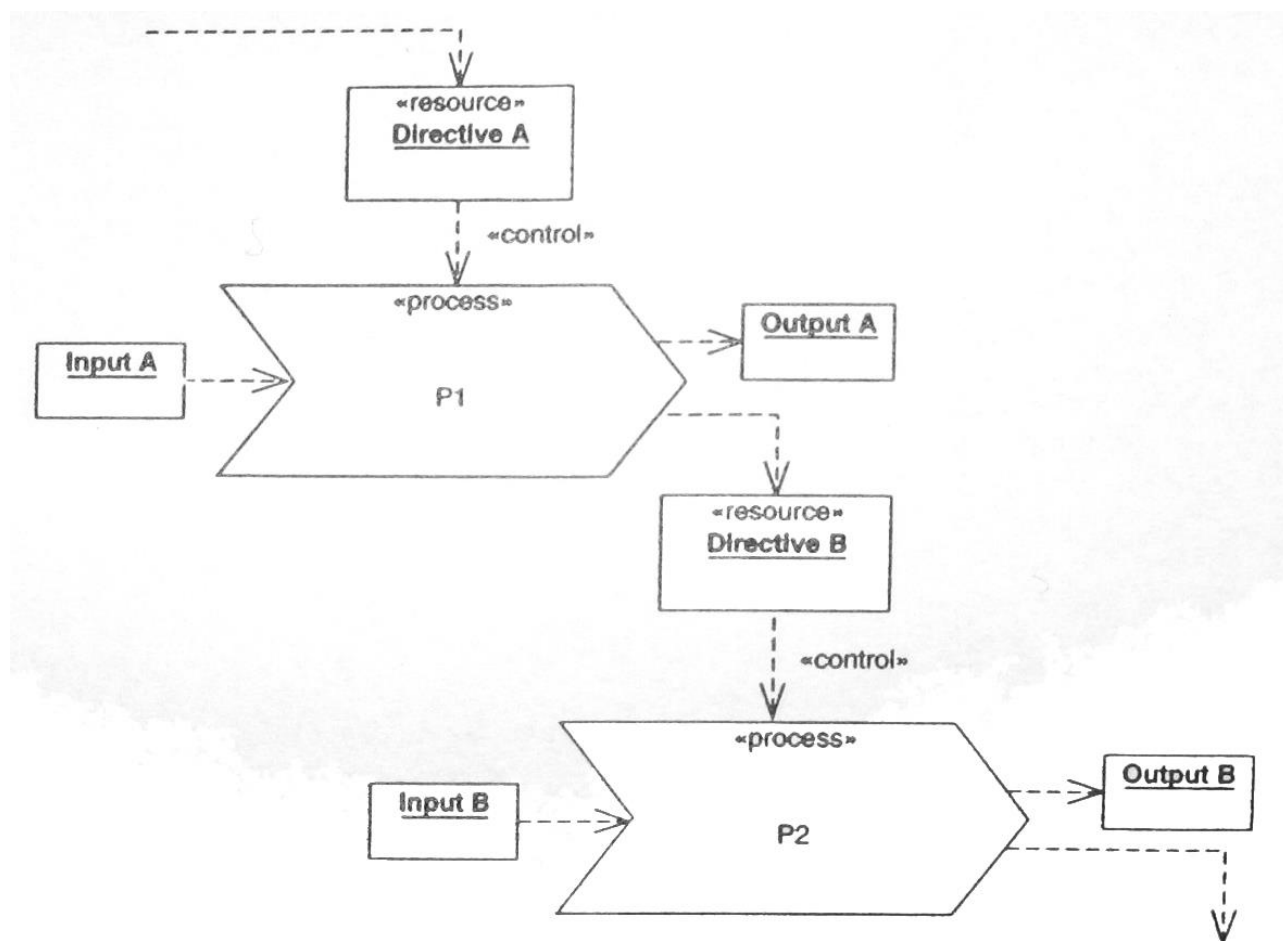 «resource»
Directive A
«control»
«process»
Output A
Input A
P1
«resource»
Directive B
«control»
«process»
Output B
Input B
P2